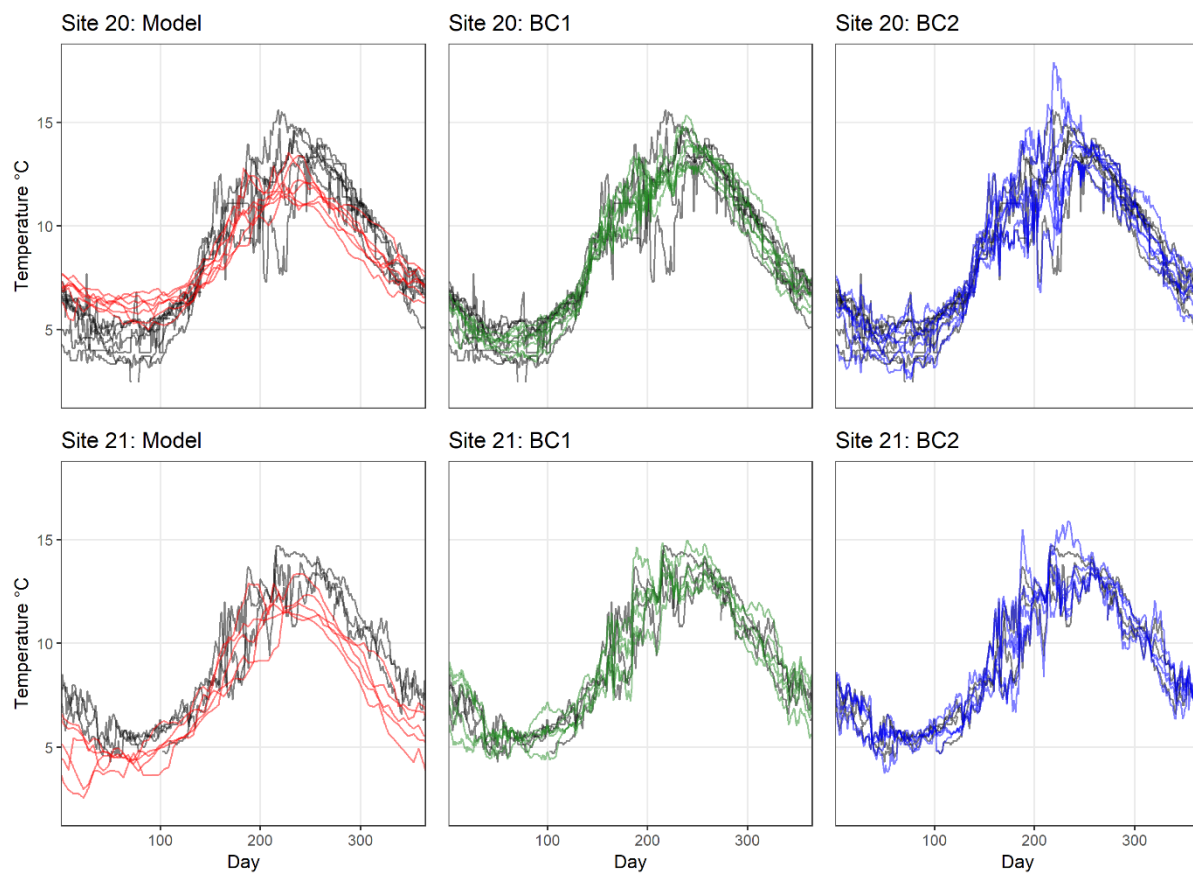 Site 20: Model
Site 20: BC1
Site 20: BC2
Temperature °C
15
10
5
Site 21: Model
Site 21: BC1
Site 21: BC2
Temperature °C
15
10
5
100 200 300
100 200 300
100 200 300
Day
Day
Day